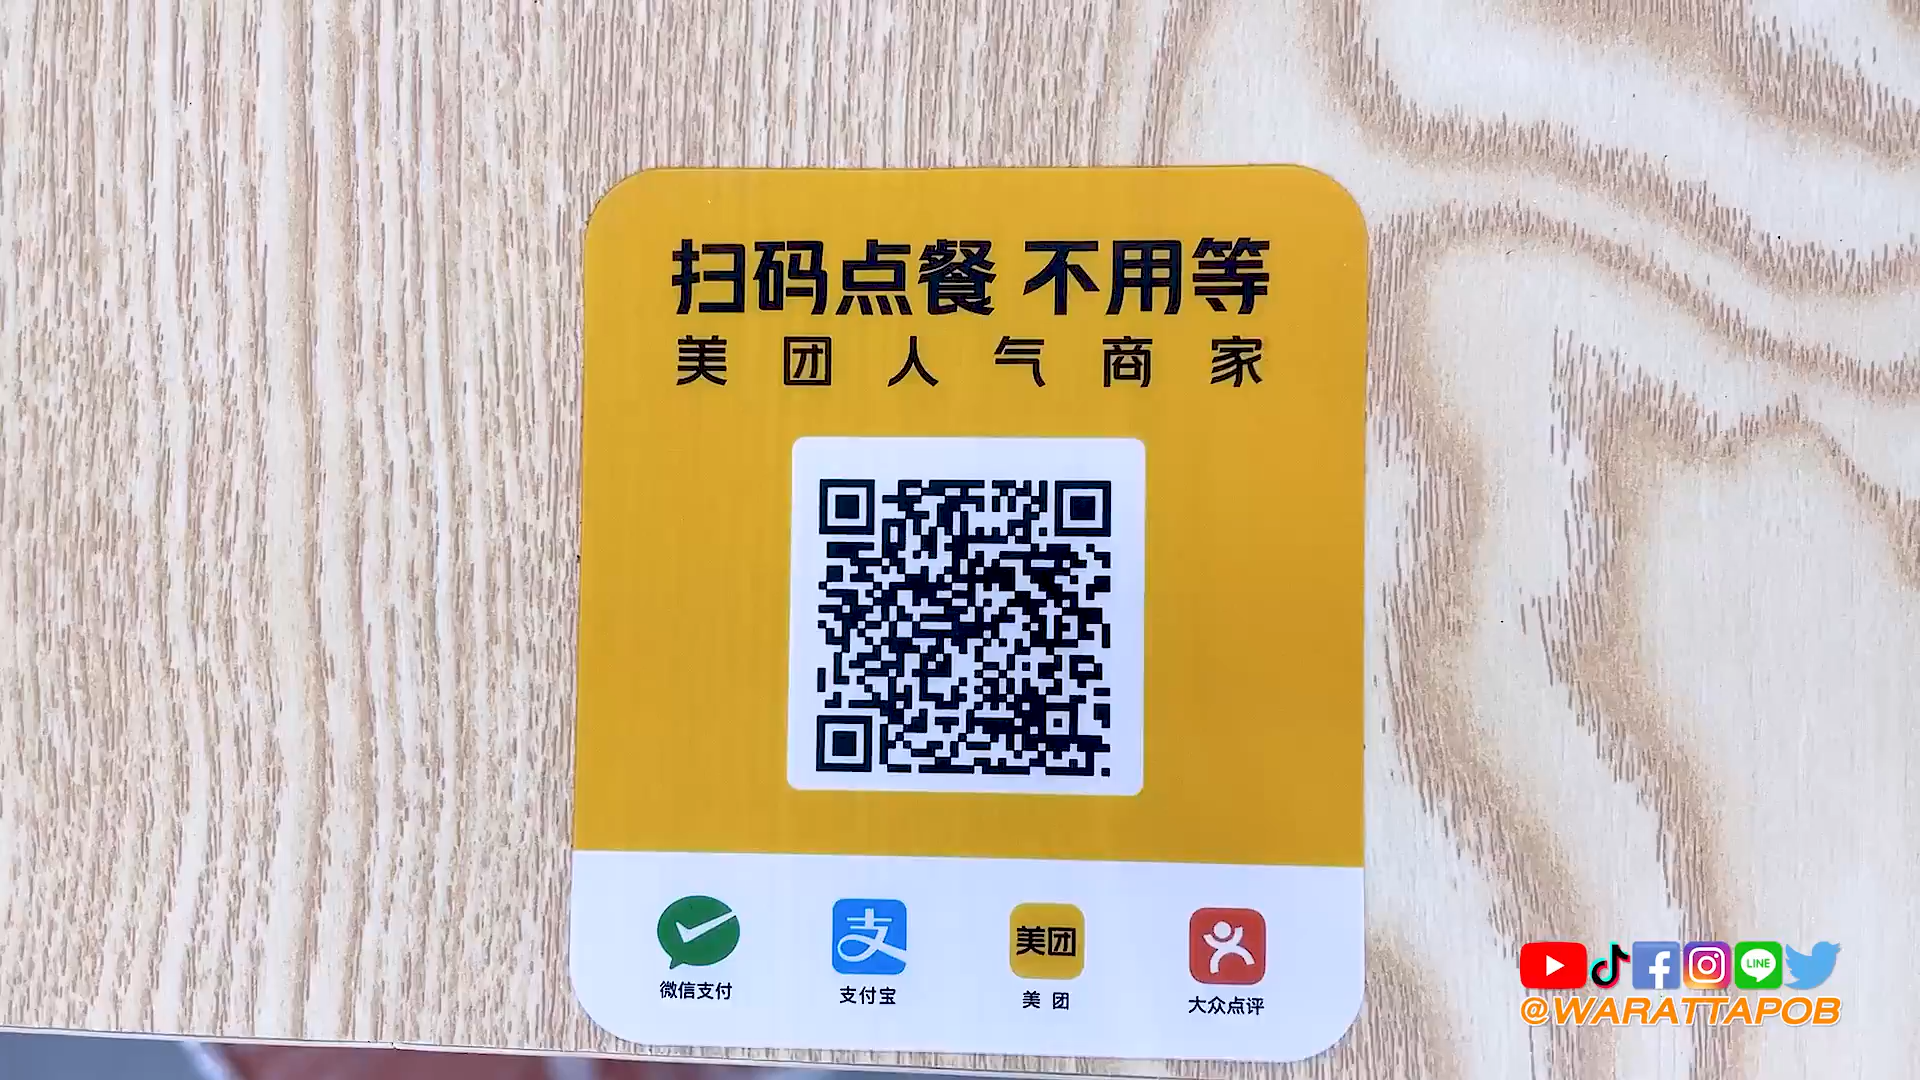 扫码点餐 不用等
美团人气商家
微信支付
支付宝
美团
美团
大众点评
LINE
@WARATTAPOB